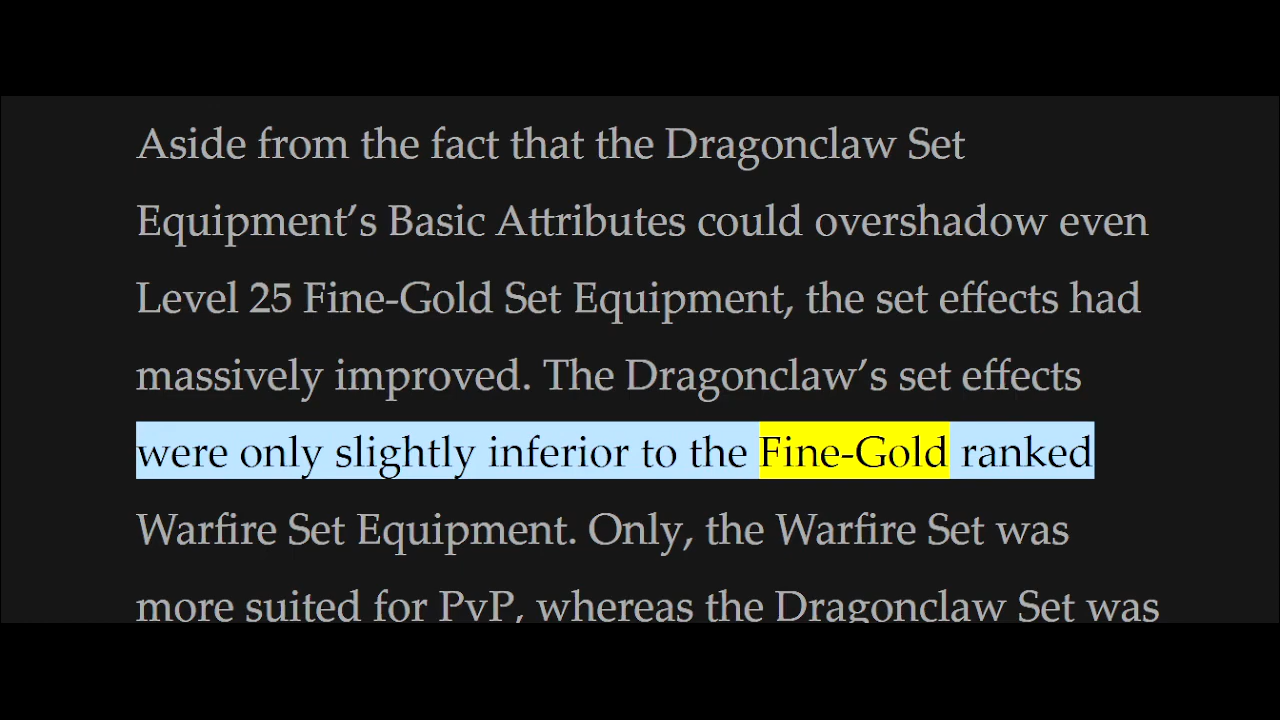 Aside from the fact that the Dragonclaw Set
Equipment’s Basic Attributes could overshadow even
Level 25 Fine-Gold Set Equipment, the set effects had
massively improved. The Dragonclaw’s set effects
were only slightly inferior to the Fine-Gold ranked
Warfire Set Equipment. Only, the Warfire Set was
more suited for PvP, whereas the Dragonclaw Set was